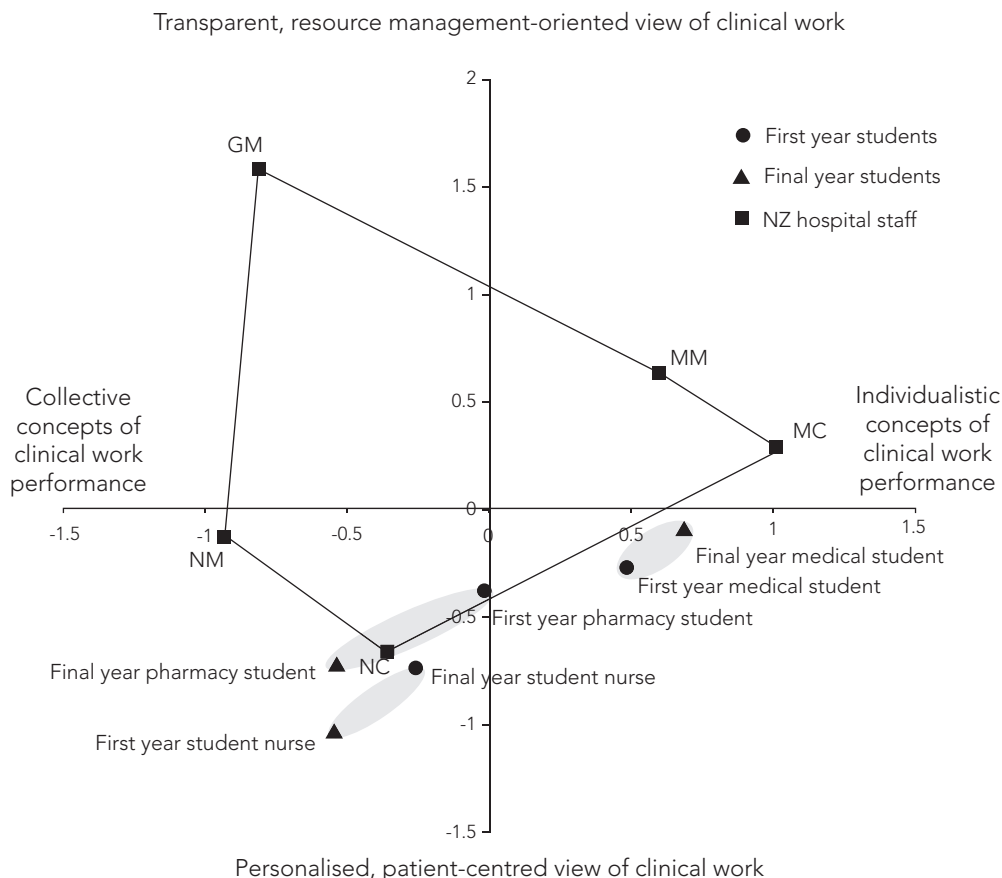 Transparent, resource management-oriented view of clinical work
2
GM
First year students
Final year students
NZ hospital staff
1.5
1
MM
0.5
MC
Collective
concepts of
clinical work
performance
Individualistic
concepts of
clinical work
performance
0
-1.5
-1
-0.5
0
0.5
1
1.5
NM
Final year medical student
First year medical student
-0.5
First year pharmacy student
NC
Final year pharmacy student
Final year student nurse
-1
First year student nurse
-1.5
Personalised, patient-centred view of clinical work